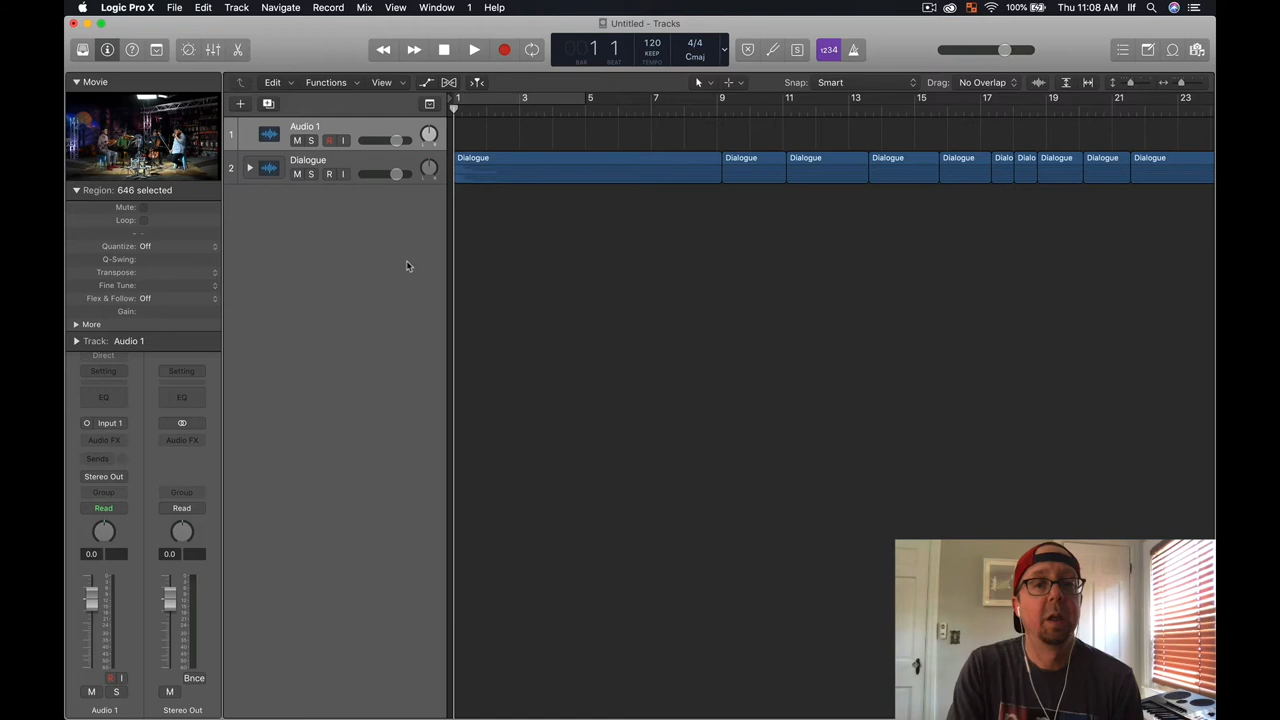 Logic Pro X File Edit Track Navigate Record Mix View Window 1 Help 100% Thu 11:08 AM Ilf
Untitled - Tracks
1 1 120 4/4
BAR BEAT KEEP TEMPO Cmaj
1234
Movie
Edit Functions View Snap: Smart Drag: No Overlap
1 3 5 7 9 11 13 15 17 19 21 23
1 Audio 1
M S R I
L R
2 Dialogue
M S R I
L R
Dialogue Dialogue Dialogue Dialogue Dialogue Dialo Dialo Dialogue Dialogue Dialogue
Region: 646 selected
Mute:
Loop:
Quantize: Off
Q-Swing:
Transpose:
Fine Tune:
Flex & Follow: Off
Gain:
More
Track: Audio 1
Direct
Setting Setting
EQ EQ
Input 1
Audio FX Audio FX
Sends
Stereo Out
Group Group
Read Read
0.0 0.0
R I Bnce
M S M
Audio 1 Stereo Out